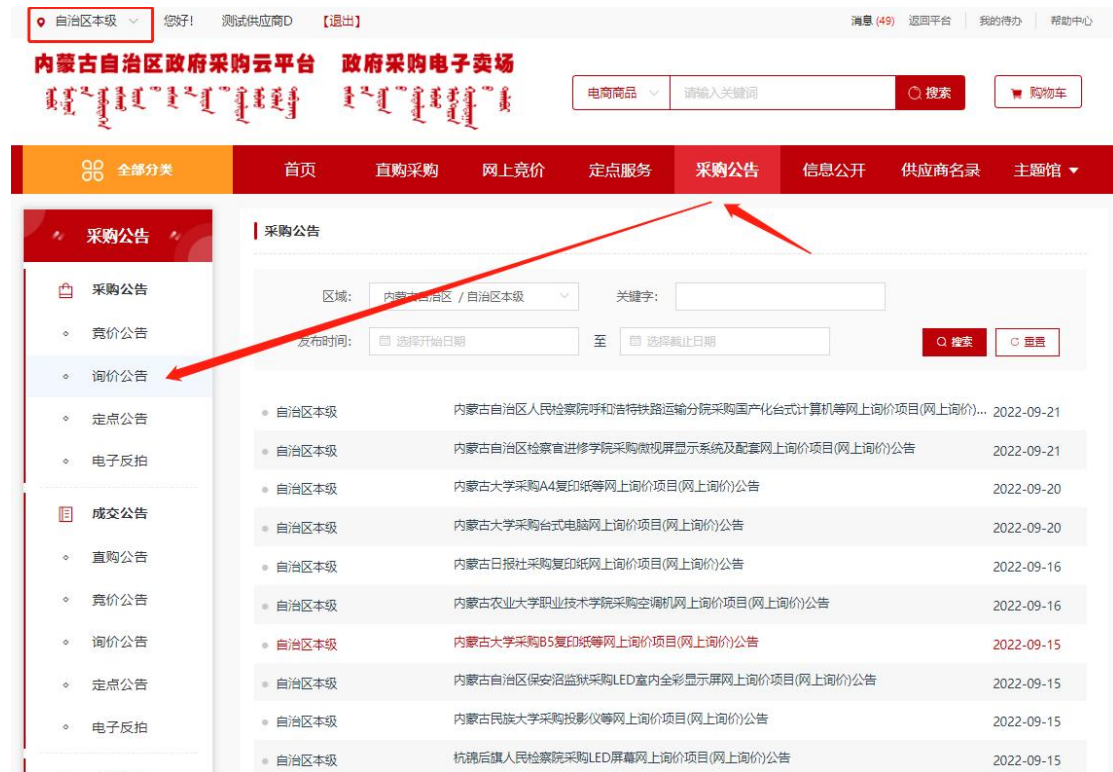 自治区本级 您好! 测试供应商D 【退出】 消息 (49) 返回平台 我的待办 帮助中心
内蒙古自治区政府采购云平台 政府采购电子卖场
电商商品 请输入关键词 搜索 购物车
全部分类 首页 直购采购 网上竞价 定点服务 采购公告 信息公开 供应商名录 主题馆
采购公告
采购公告
竞价公告
询价公告
定点公告
电子反拍
成交公告
直购公告
竞价公告
询价公告
定点公告
电子反拍
采购公告
区域: 内蒙古自治区 / 自治区本级 关键字:
发布时间: 选择开始日期 至 选择截止日期 搜索 重置
自治区本级 内蒙古自治区人民检察院呼和浩特铁路运输分院采购国产化台式计算机等网上询价项目(网上询价)... 2022-09-21
自治区本级 内蒙古自治区检察官进修学院采购微视屏显示系统及配套网上询价项目(网上询价)公告 2022-09-21
自治区本级 内蒙古大学采购A4复印纸等网上询价项目(网上询价)公告 2022-09-20
自治区本级 内蒙古大学采购台式电脑网上询价项目(网上询价)公告 2022-09-20
自治区本级 内蒙古日报社采购复印纸网上询价项目(网上询价)公告 2022-09-16
自治区本级 内蒙古农业大学职业技术学院采购空调机网上询价项目(网上询价)公告 2022-09-16
自治区本级 内蒙古大学采购B5复印纸等网上询价项目(网上询价)公告 2022-09-15
自治区本级 内蒙古自治区保安沼监狱采购LED室内全彩显示屏网上询价项目(网上询价)公告 2022-09-15
自治区本级 内蒙古民族大学采购投影仪等网上询价项目(网上询价)公告 2022-09-15
自治区本级 杭锦后旗人民检察院采购LED屏幕网上询价项目(网上询价)公告 2022-09-15